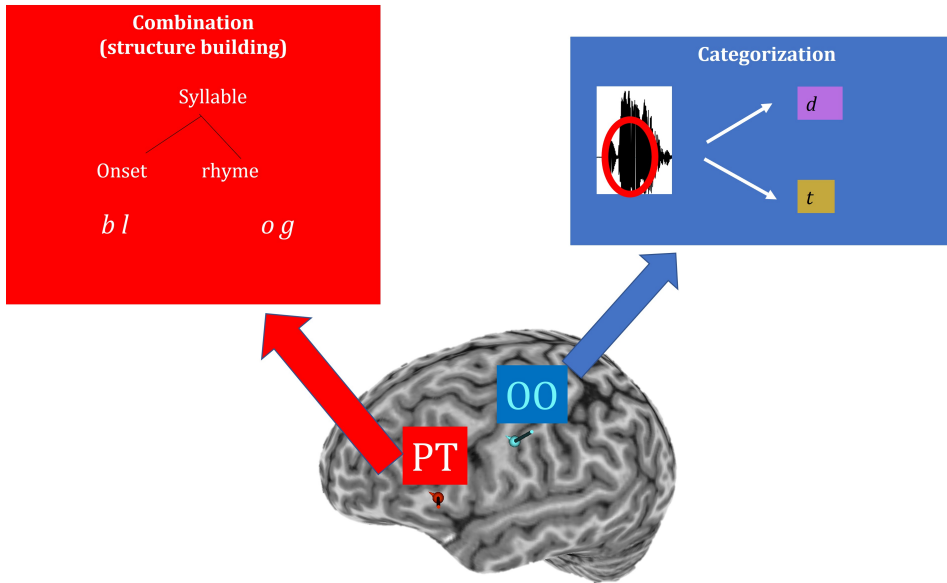 Combination
(structure building)
Syllable
Onset rhyme
b l o g
Categorization
d
t
OO
PT